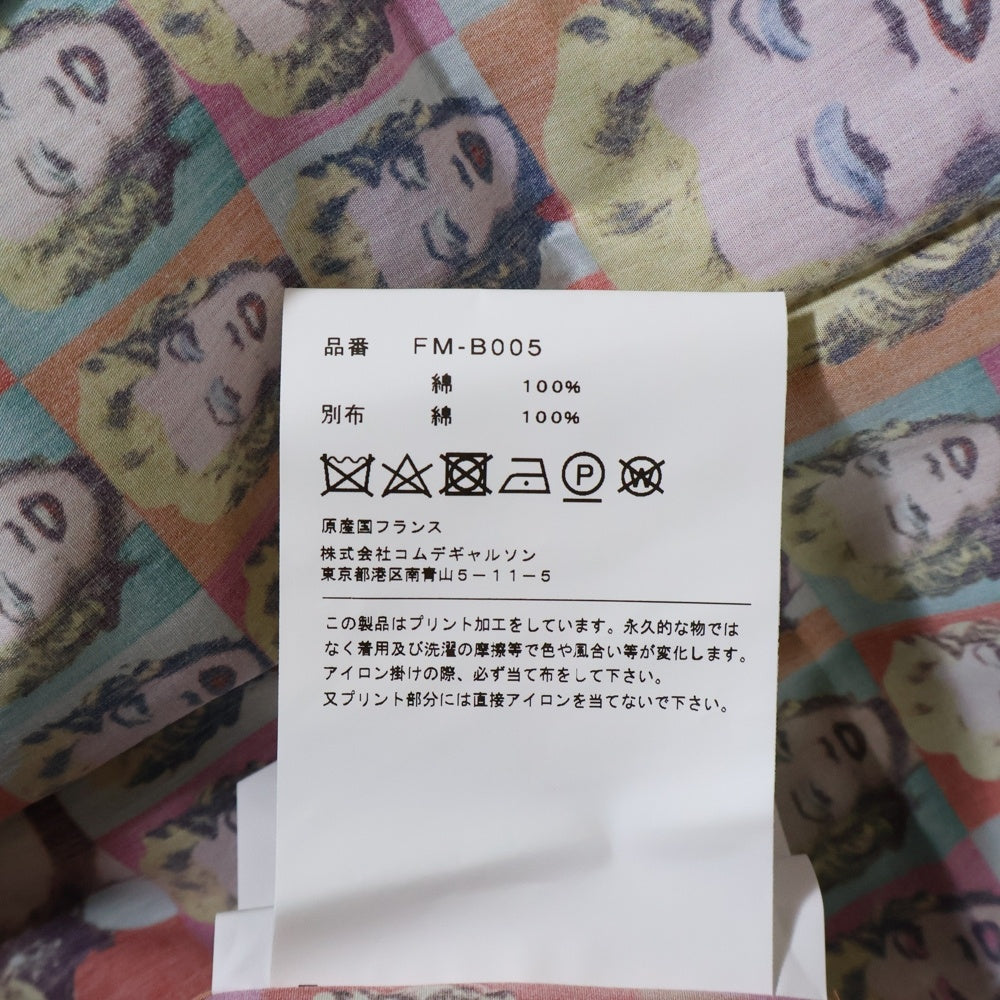 品番 FM-B005
綿 100%
別布 綿 100%
P W
原産国フランス
株式会社コムデギャルソン
東京都港区南青山5-11-5
この製品はプリント加工をしています。永久的な物では
なく着用及び洗濯の摩擦等で色や風合い等が変化します。
アイロン掛けの際、必ず当て布をして下さい。
又プリント部分には直接アイロンを当てないで下さい。